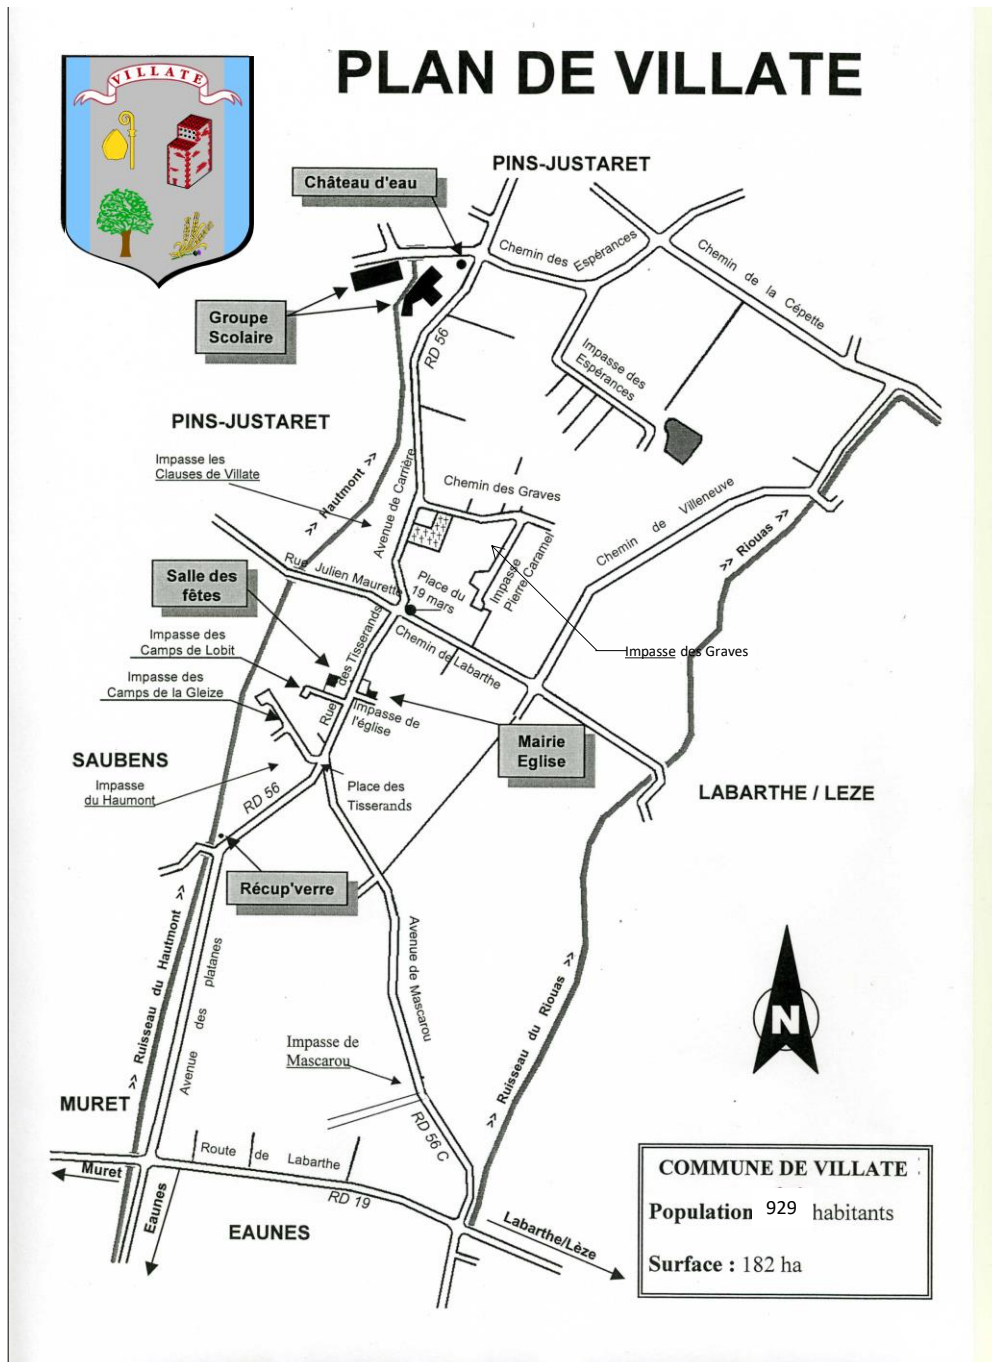 PLAN DE VILLATE
VILLATE
PINS-JUSTARET
Château d'eau
Chemin des Espérances
Chemin de la Cépette
Groupe
Scolaire
RD 56
Impasse des
Espérances
PINS-JUSTARET
Impasse les
Clauses de Villate
>> Hautmont >>
Avenue de Carrière
Chemin des Graves
Chemin de Villeneuve
>> Riouas >>
Rue Julien Maurette
Salle des
fêtes
Place du
19 mars
Impasse
Pierre Caramel
Impasse des
Camps de Lobit
Rue des Tisserands
Chemin de Labarthe
Impasse des Graves
Impasse des
Camps de la Gleize
Impasse de
l'église
Mairie
Eglise
SAUBENS
Impasse
du Haumont
RD 56
Place des
Tisserands
LABARTHE / LEZE
Récup'verre
>> Ruisseau du Hautmont >>
Avenue des platanes
Avenue de Mascarou
>> Ruisseau du Riouas >>
N
Impasse de
Mascarou
MURET
RD 56 C
Route de Labarthe
Muret
RD 19
Eaunes
EAUNES
Labarthe/Lèze
COMMUNE DE VILLATE :
Population 929 habitants
Surface : 182 ha